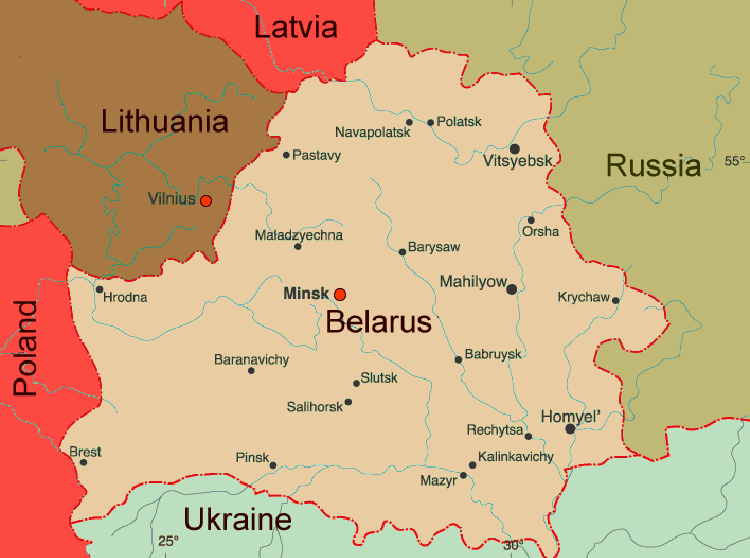 Latvia
Lithuania
Navapolatsk
Polatsk
Pastavy
Vitsyebsk
Russia
55°
Vilnius
Orsha
Maladzyechna
Barysaw
Mahilyow
Hrodna
Minsk
Krychaw
Belarus
Poland
Baranavichy
Babruysk
Slutsk
Salihorsk
Homyel'
Rechytsa
Brest
Pinsk
Kalinkavichy
Mazyr
Ukraine
25°
30°